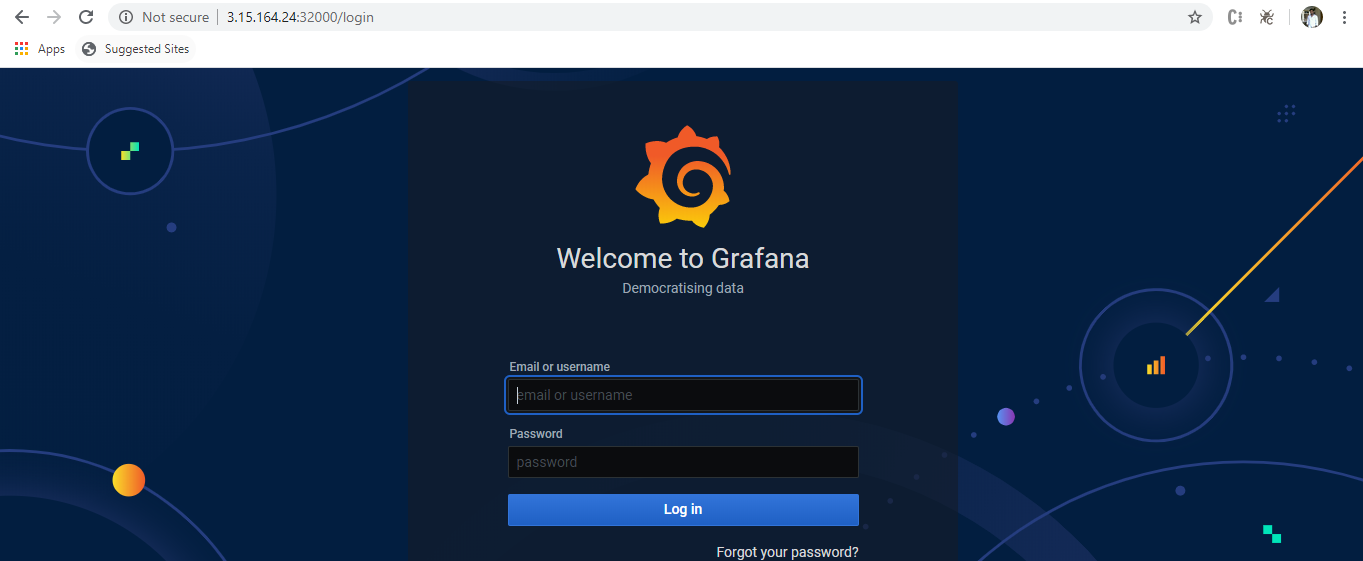 Not secure 3.15.164.24:32000/login
Apps Suggested Sites
Welcome to Grafana
Democratising data
Email or username
email or username
Password
password
Log in
Forgot your password?